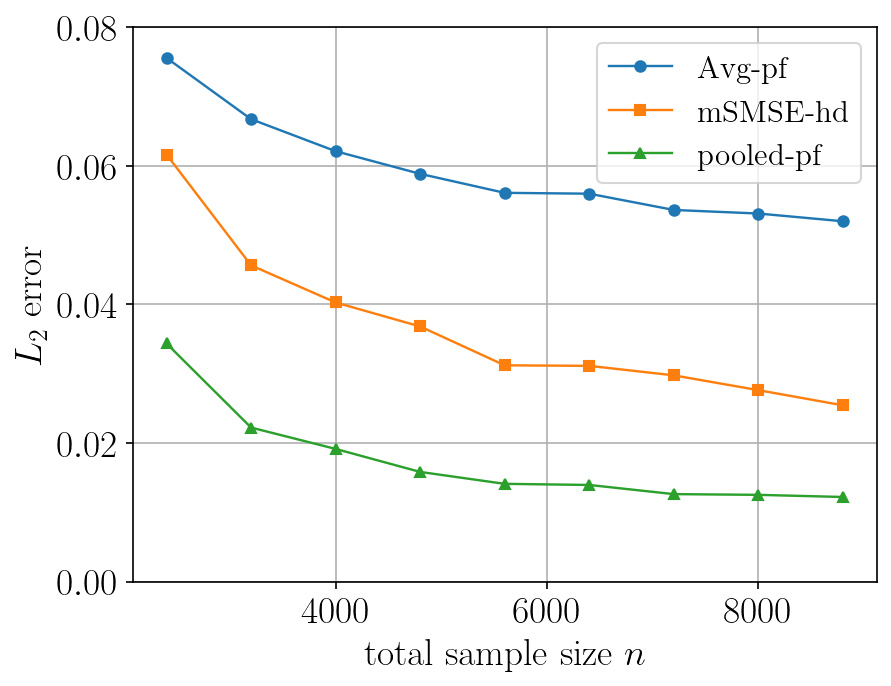 0.08
0.06
0.04
0.02
0.00
L₂ error
Avg-pf
mSMSE-hd
pooled-pf
4000 6000 8000
total sample size n